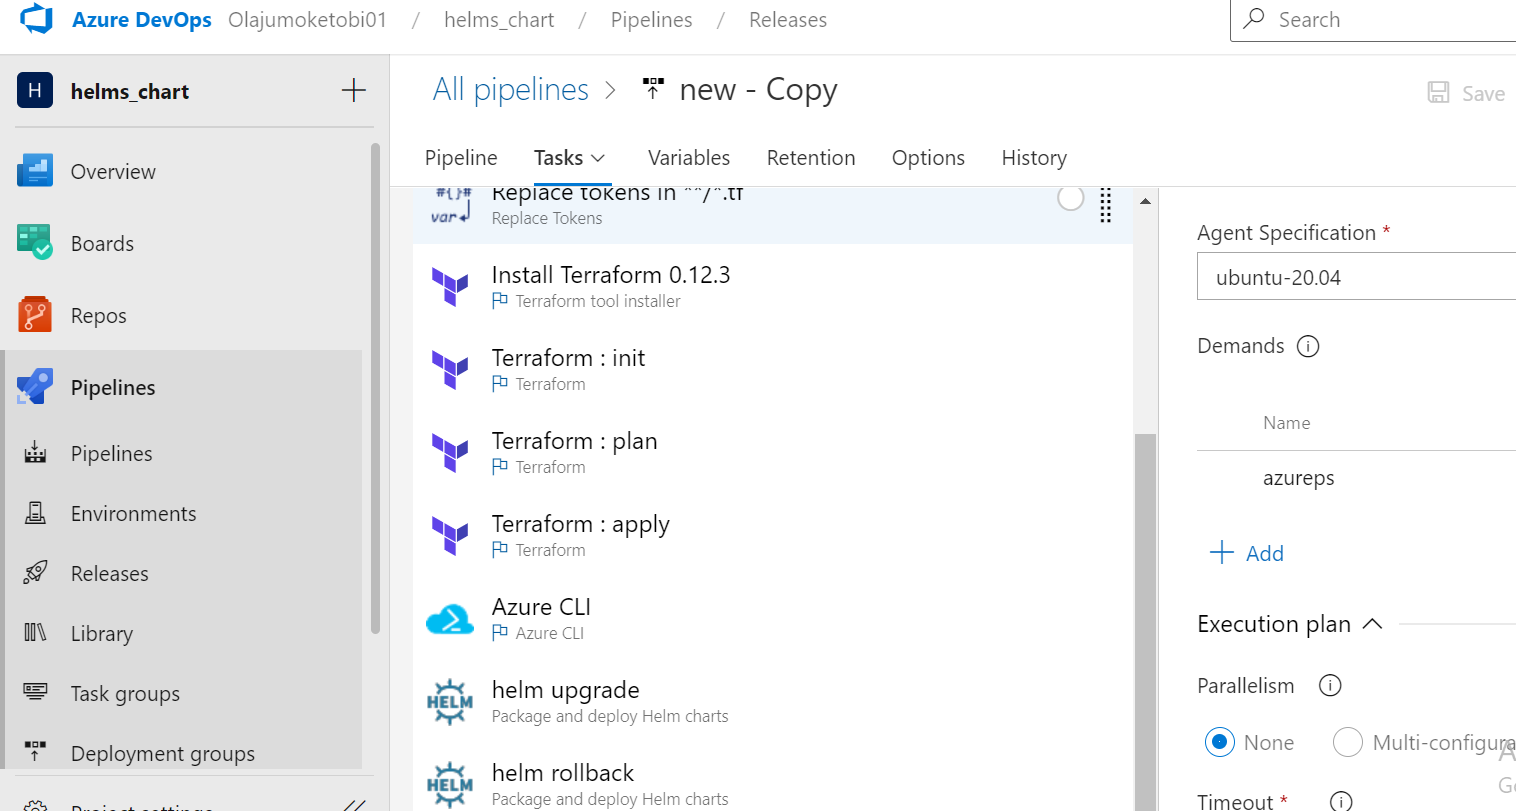 Azure DevOps Olajumoketobi01 / helms_chart / Pipelines / Releases
Search
H helms_chart
Overview
Boards
Repos
Pipelines
Pipelines
Environments
Releases
Library
Task groups
Deployment groups
Project settings
All pipelines > new - Copy
Save
Pipeline Tasks Variables Retention Options History
#{}# var
Replace tokens in **/*.tf
Replace Tokens
Install Terraform 0.12.3
Terraform tool installer
Terraform : init
Terraform
Terraform : plan
Terraform
Terraform : apply
Terraform
Azure CLI
Azure CLI
HELM
helm upgrade
Package and deploy Helm charts
HELM
helm rollback
Package and deploy Helm charts
Agent Specification *
ubuntu-20.04
Demands
Name
azureps
+ Add
Execution plan
Parallelism
None Multi-configura
Timeout *